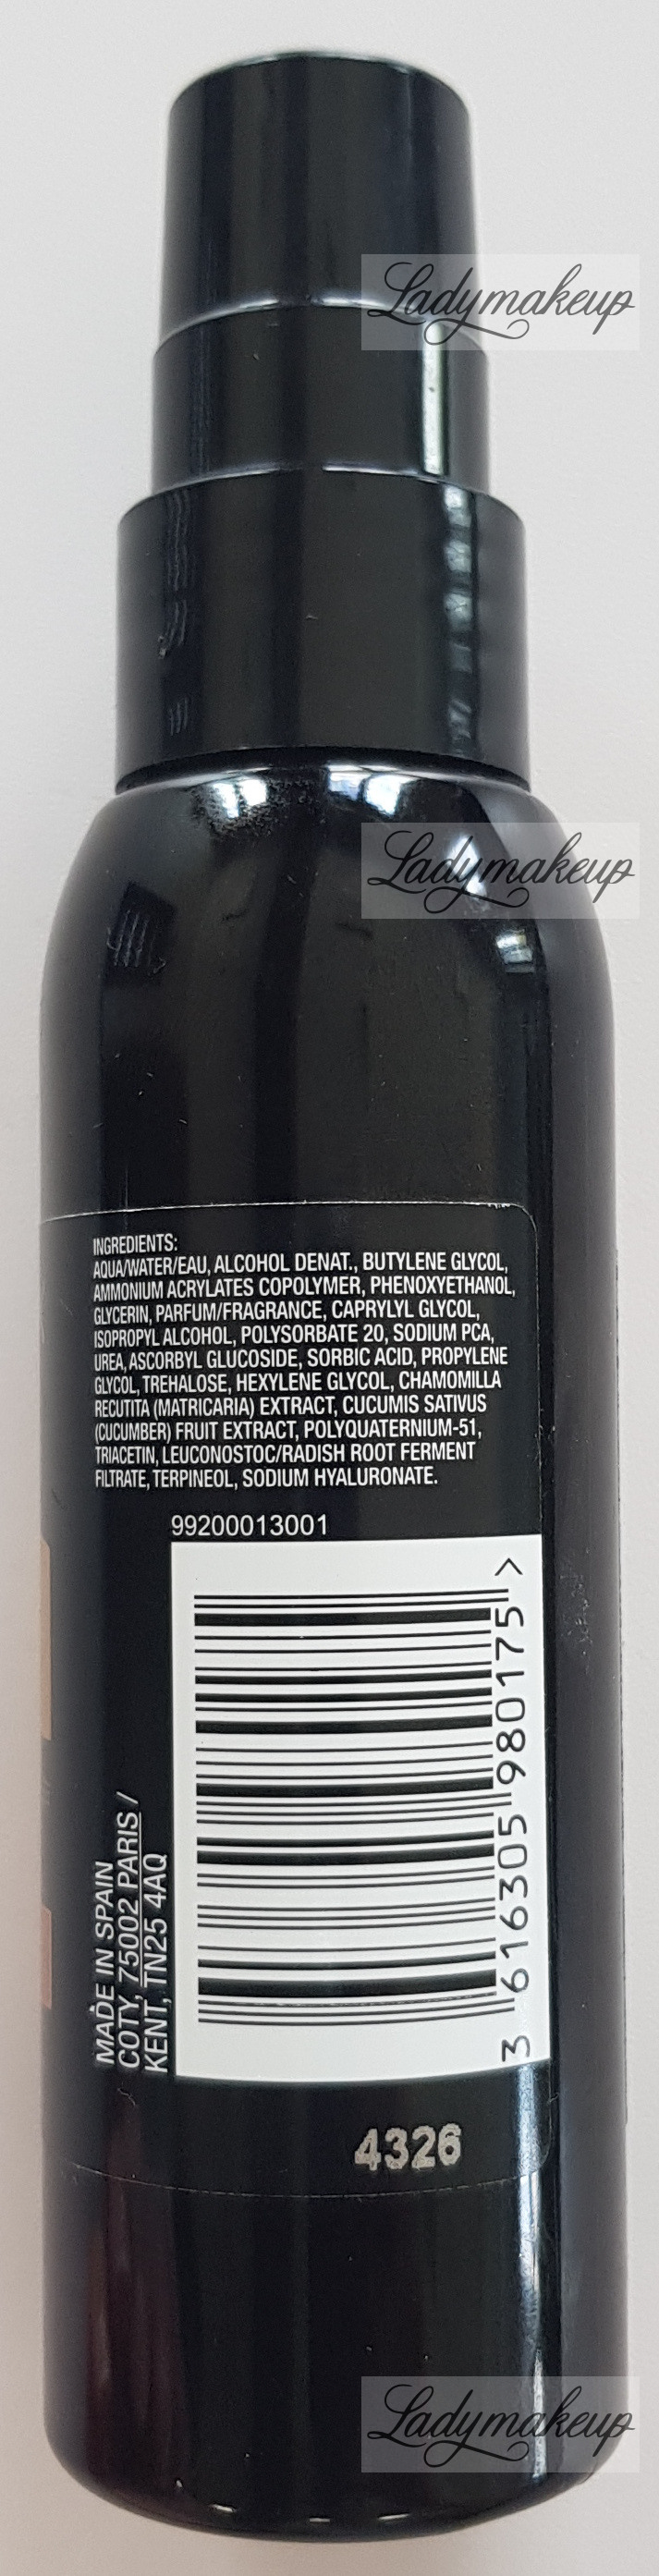 Ladymakeup
Ladymakeup
INGREDIENTS:
AQUA/WATER/EAU, ALCOHOL DENAT., BUTYLENE GLYCOL,
AMMONIUM ACRYLATES COPOLYMER, PHENOXYETHANOL,
GLYCERIN, PARFUM/FRAGRANCE, CAPRYLYL GLYCOL,
ISOPROPYL ALCOHOL, POLYSORBATE 20, SODIUM PCA,
UREA, ASCORBYL GLUCOSIDE, SORBIC ACID, PROPYLENE
GLYCOL, TREHALOSE, HEXYLENE GLYCOL, CHAMOMILLA
RECUTITA (MATRICARIA) EXTRACT, CUCUMIS SATIVUS
(CUCUMBER) FRUIT EXTRACT, POLYQUATERNIUM-51,
TRIACETIN, LEUCONOSTOC/RADISH ROOT FERMENT
FILTRATE, TERPINEOL, SODIUM HYALURONATE.
99200013001
MADE IN SPAIN
COTY, 75002 PARIS /
KENT, TN25 4AQ
3 616305 980175 >
4326
Ladymakeup